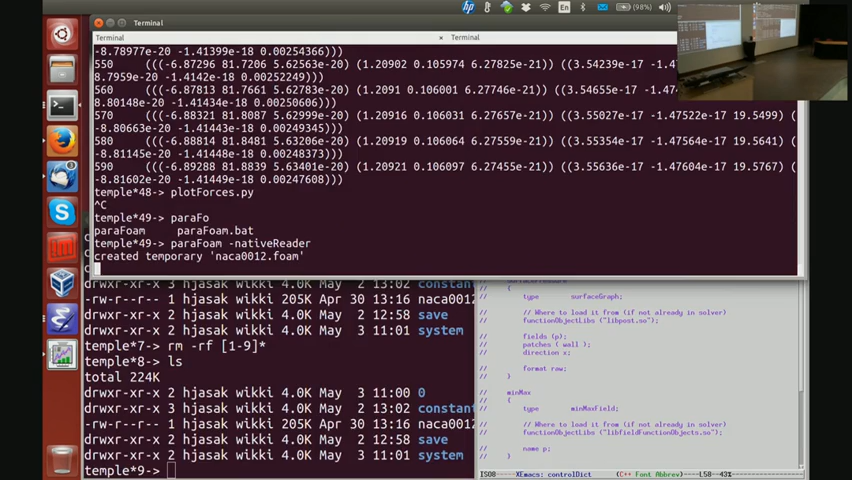 Terminal
En
(98%)
Terminal
Terminal
-8.78977e-20 -1.41399e-18 0.00254366)))
550 (((-6.87296 81.7206 5.62563e-20) (1.20902 0.105974 6.27825e-21)) ((3.54239e-17 -1.4
8.7959e-20 -1.41418e-18 0.00252249)))
560 (((-6.87813 81.7661 5.62783e-20) (1.2091 0.106001 6.27746e-21)) ((3.54655e-17 -1.47
8.80148e-20 -1.41434e-18 0.00250606)))
570 (((-6.88321 81.8087 5.62999e-20) (1.20916 0.106031 6.27657e-21)) ((3.55027e-17 -1.47522e-17 19.5499) (
-8.80663e-20 -1.41443e-18 0.00249345)))
580 (((-6.88814 81.8481 5.63206e-20) (1.20919 0.106064 6.27559e-21)) ((3.55354e-17 -1.47564e-17 19.5641) (
-8.81145e-20 -1.41448e-18 0.00248373)))
590 (((-6.89288 81.8839 5.63401e-20) (1.20921 0.106097 6.27455e-21)) ((3.55636e-17 -1.47604e-17 19.5767) (
-8.81602e-20 -1.4145e-18 0.00247608)))
temple*48-> plotForces.py
^C
temple*49-> paraFo
paraFoam paraFoam.bat
temple*49-> paraFoam -nativeReader
created temporary 'naca0012.foam'
drwxr-xr-x 2 hjasak wikki 4.0K May 2 13:02 constan
-rw-r--r-- 1 hjasak wikki 205K Apr 30 13:16 naca0012
drwxr-xr-x 2 hjasak wikki 4.0K May 2 12:58 save
drwxr-xr-x 2 hjasak wikki 4.0K May 3 11:01 system
temple*7-> rm -rf [1-9]*
temple*8-> ls
total 224K
drwxr-xr-x 2 hjasak wikki 4.0K May 3 11:00 0
drwxr-xr-x 2 hjasak wikki 4.0K May 2 13:02 constan
-rw-r--r-- 1 hjasak wikki 205K Apr 30 13:16 naca0012
drwxr-xr-x 2 hjasak wikki 4.0K May 2 12:58 save
drwxr-xr-x 2 hjasak wikki 4.0K May 3 11:01 system
temple*9->
// {
// type surfaceGraph;
// // Where to load it from (if not already in solver)
// functionObjectLibs ("libpost.so");
// fields (p);
// patches ( wall );
// direction x;
// format raw;
// }
// minMax
// {
// type minMaxField;
// // Where to load it from (if not already in solver)
// functionObjectLibs ("libfieldFunctionObjects.so");
// name p;
// }
ISO8
XEmacs: controlDict
(C++ Font Abbrev)
L58--43%